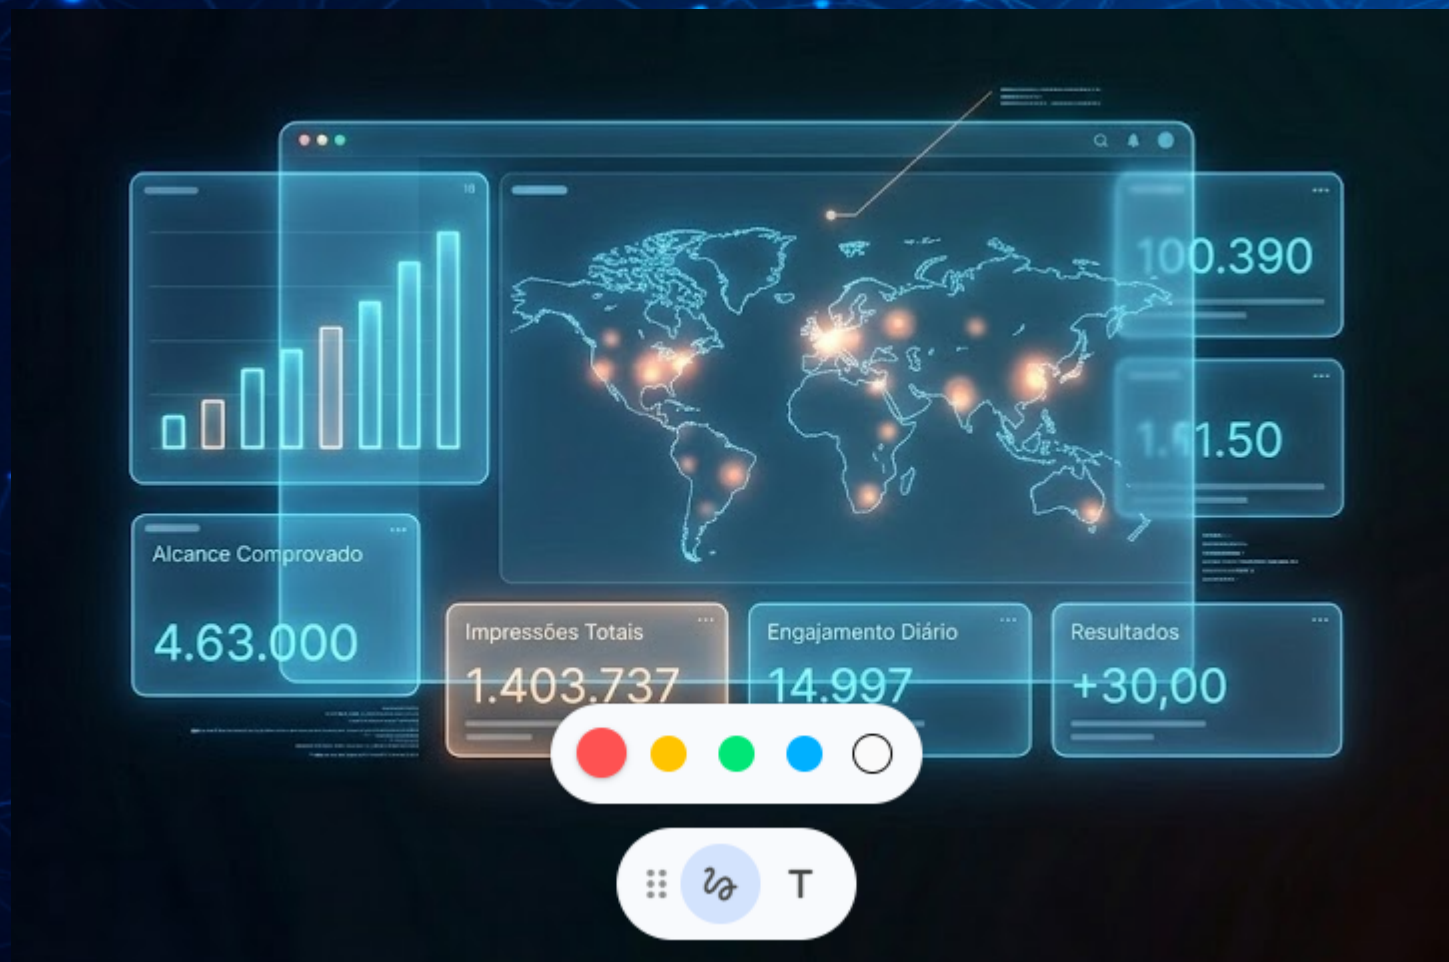 18
100.390
1.50
Alcance Comprovado
4.63.000
Impressões Totais
1.403.737
Engajamento Diário
14.997
Resultados
+30,00
T